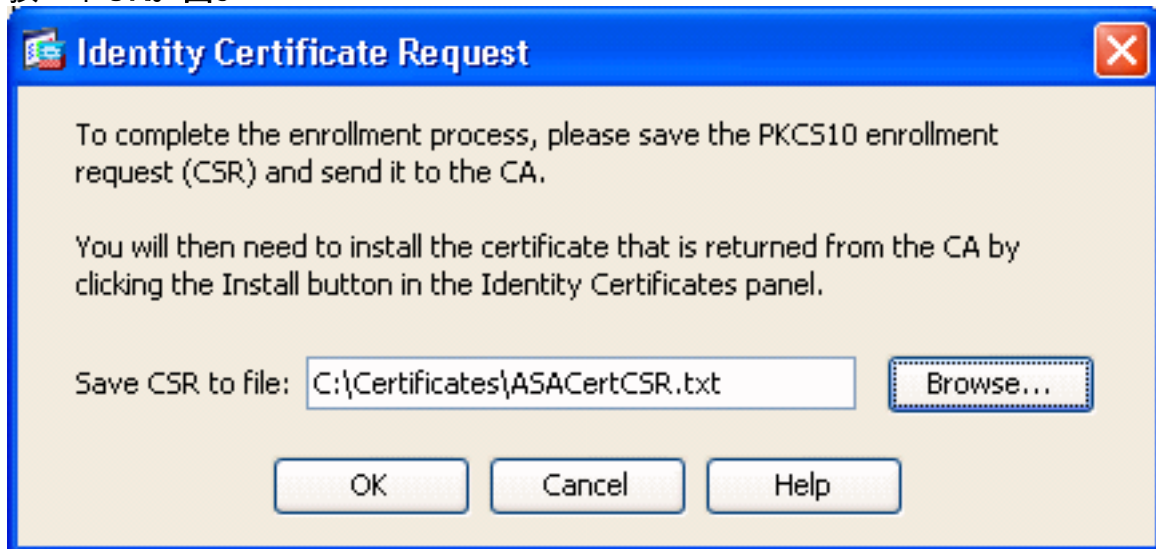 Identity Certificate Request
To complete the enrollment process, please save the PKCS10 enrollment
request (CSR) and send it to the CA.
You will then need to install the certificate that is returned from the CA by
clicking the Install button in the Identity Certificates panel.
Save CSR to file: C:\Certificates\ASACertCSR.txt Browse...
OK Cancel Help